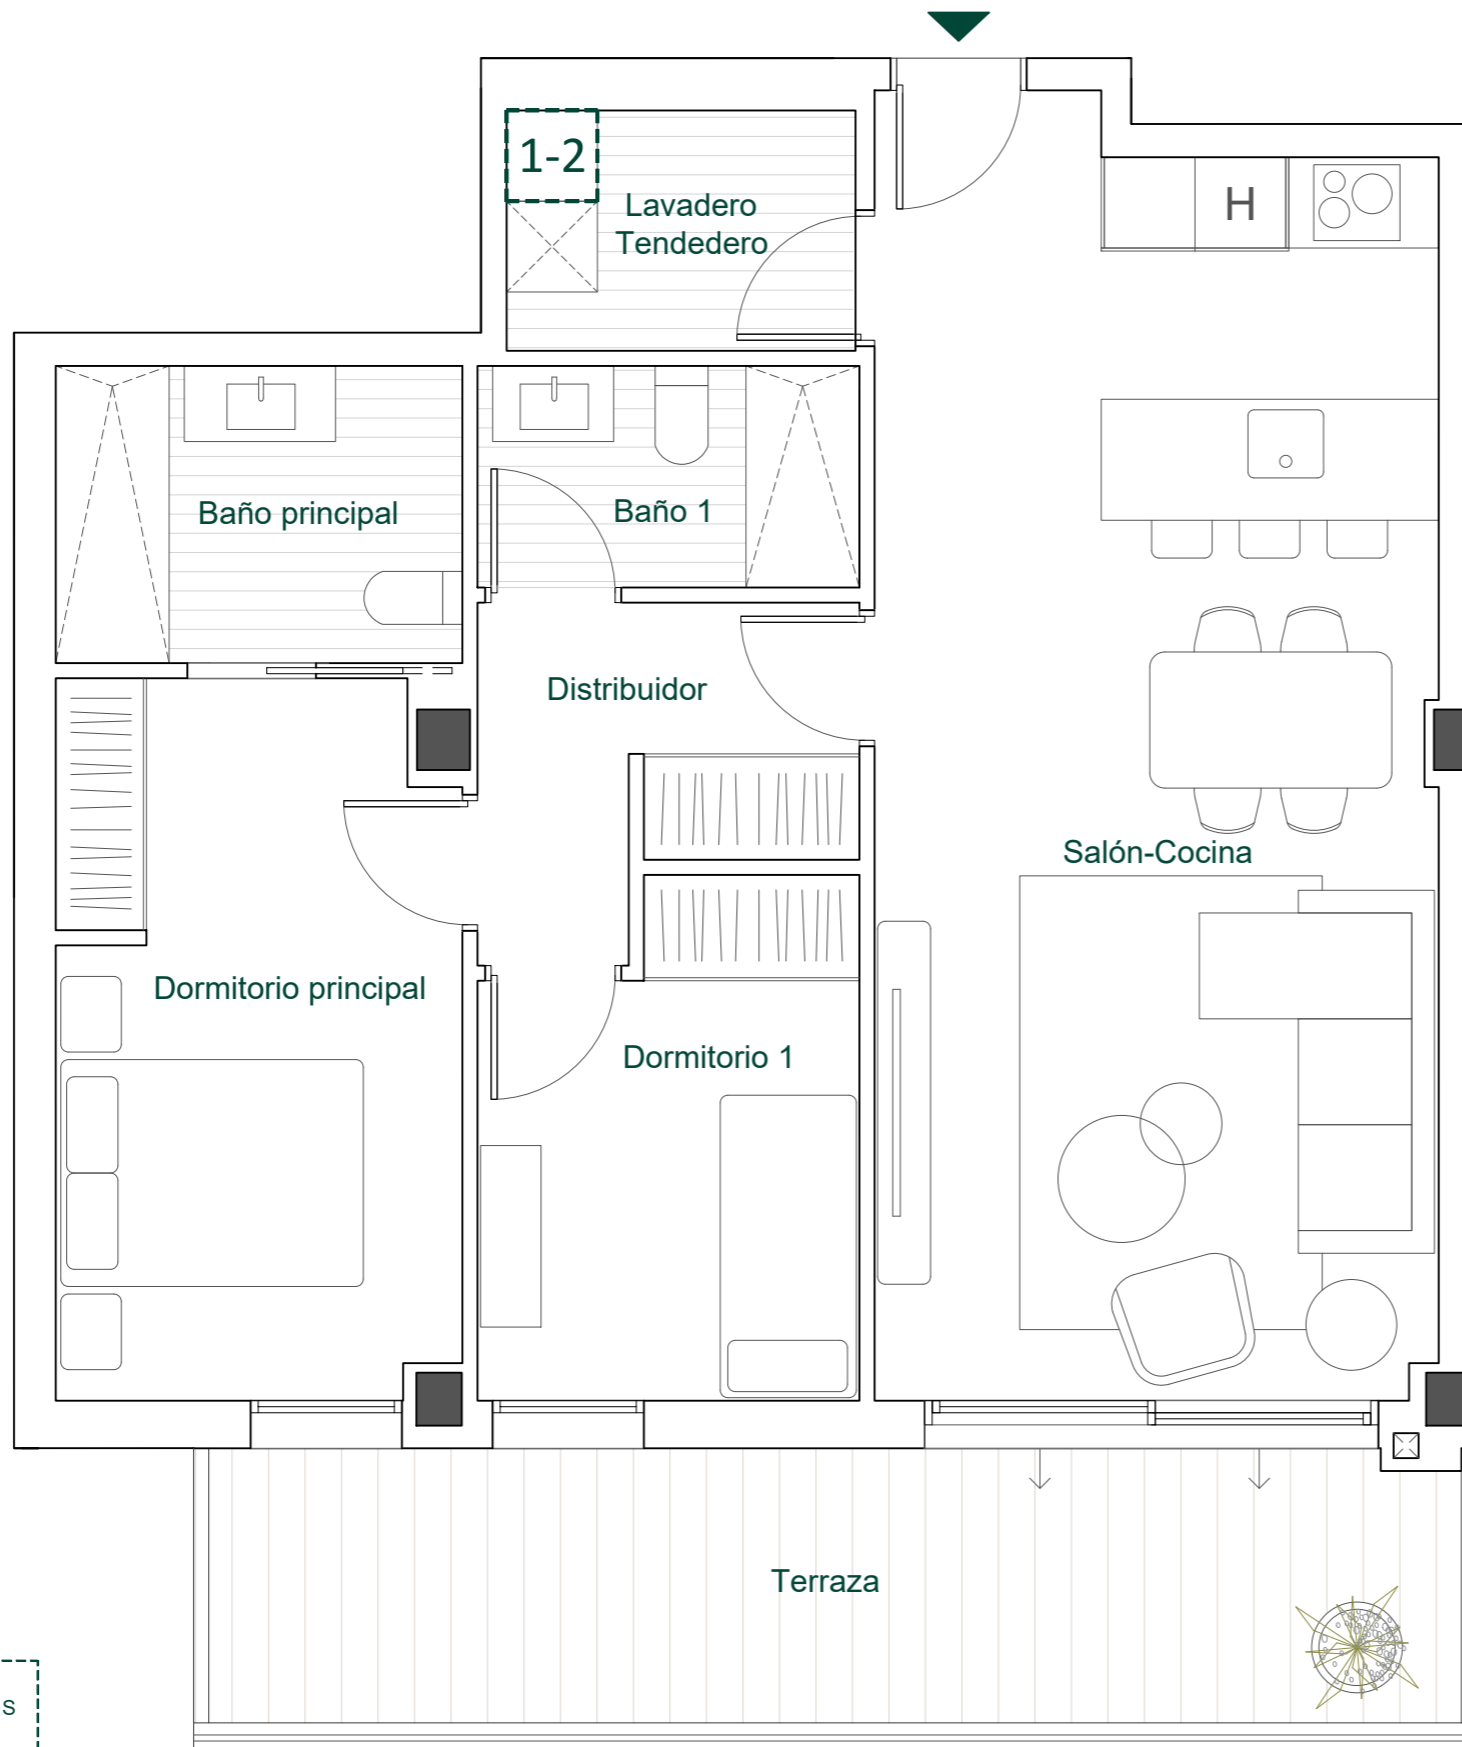 1-2
Lavadero
Tendedero
H
Baño principal
Baño 1
Distribuidor
Salón-Cocina
Dormitorio principal
Dormitorio 1
Terraza
s